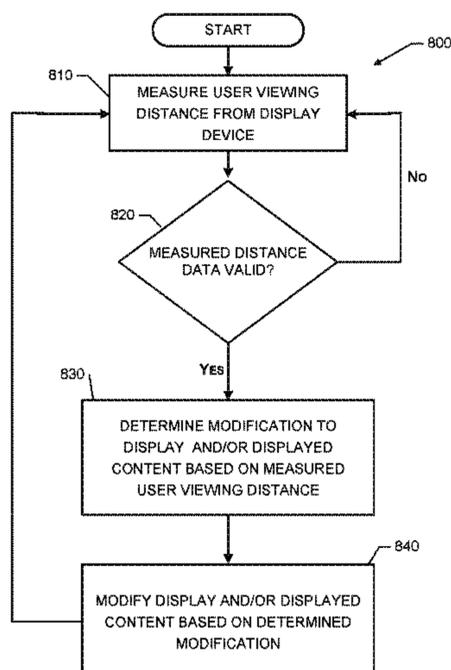 START
800
810
MEASURE USER VIEWING
DISTANCE FROM DISPLAY
DEVICE
NO
820
MEASURED DISTANCE
DATA VALID?
YES
830
DETERMINE MODIFICATION TO
DISPLAY AND/OR DISPLAYED
CONTENT BASED ON MEASURED
USER VIEWING DISTANCE
840
MODIFY DISPLAY AND/OR DISPLAYED
CONTENT BASED ON DETERMINED
MODIFICATION